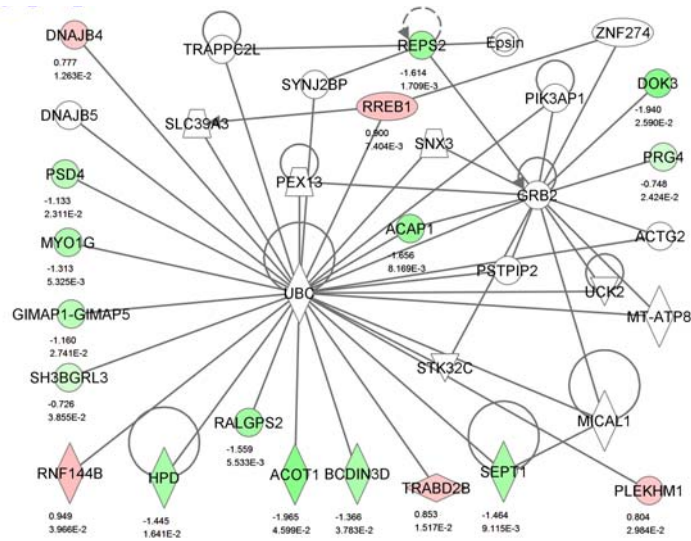 DNAJB4
0.777
1.263E-2
TRAPPC2L
REPS2
-1.614
1.709E-3
Epsin
ZNF274
SYNJ2BP
DNAJB5
SLC39A3
RREB1
0.900
7.404E-3
PIK3AP1
DOK3
-1.940
2.590E-2
SNX3
PSD4
-1.133
2.311E-2
PEX13
GRB2
PRG4
-0.748
2.424E-2
MYO1G
-1.313
5.325E-3
ACAP1
-1.656
8.169E-3
ACTG2
PSTPIP2
UBC
UCK2
GIMAP1-GIMAP5
-1.160
2.741E-2
MT-ATP8
SH3BGRL3
-0.726
3.855E-2
STK32C
RALGPS2
-1.559
5.533E-3
MICAL1
RNF144B
0.949
3.966E-2
HPD
-1.445
1.641E-2
ACOT1
-1.965
4.599E-2
BCDIN3D
-1.366
3.783E-2
TRABD2B
0.853
1.517E-2
SEPT1
-1.464
9.115E-3
PLEKHM1
0.804
2.984E-2